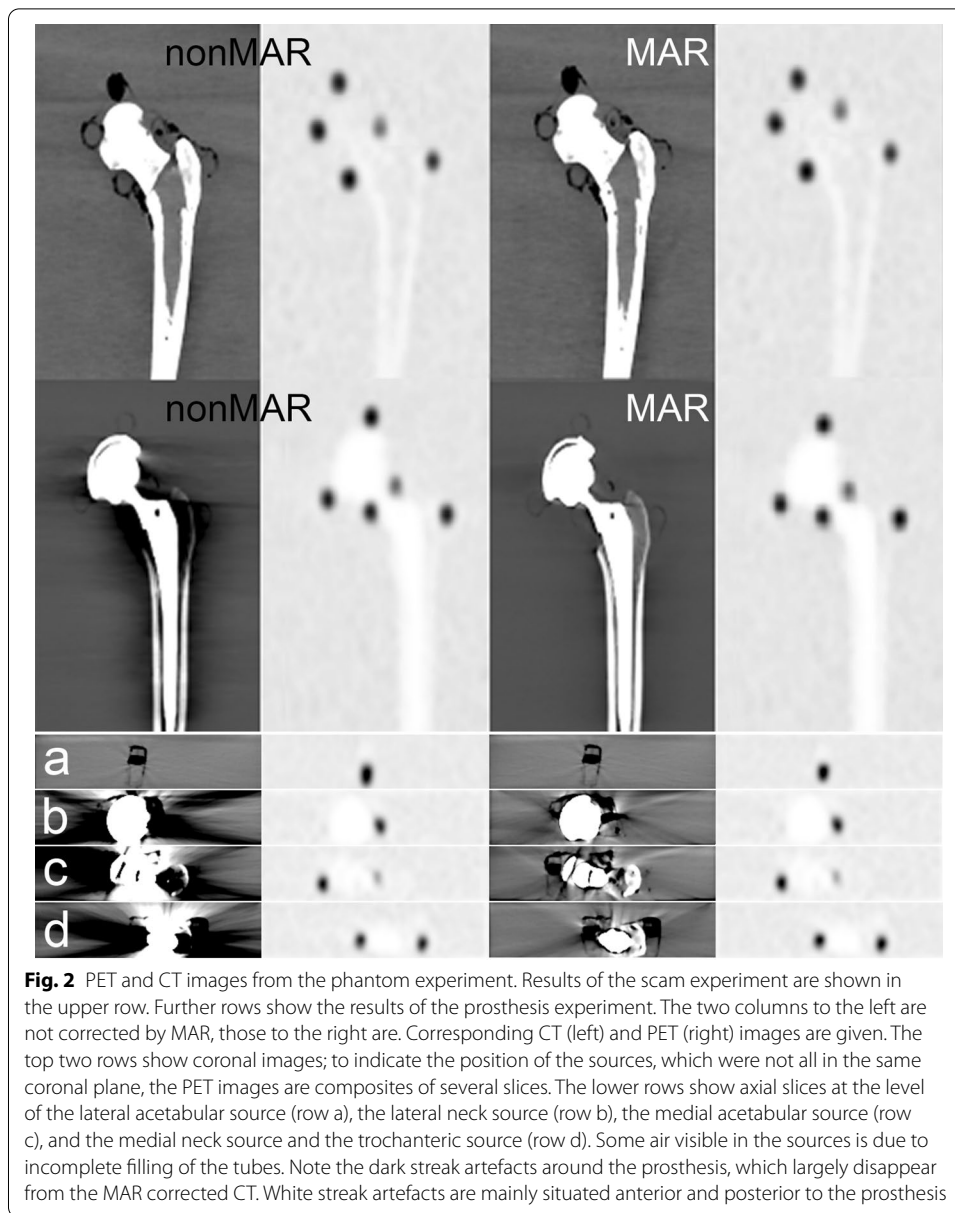 nonMAR MAR
nonMAR MAR
a
b
c
d
Fig. 2 PET and CT images from the phantom experiment. Results of the scam experiment are shown in
the upper row. Further rows show the results of the prosthesis experiment. The two columns to the left are
not corrected by MAR, those to the right are. Corresponding CT (left) and PET (right) images are given. The
top two rows show coronal images; to indicate the position of the sources, which were not all in the same
coronal plane, the PET images are composites of several slices. The lower rows show axial slices at the level
of the lateral acetabular source (row a), the lateral neck source (row b), the medial acetabular source (row
c), and the medial neck source and the trochanteric source (row d). Some air visible in the sources is due to
incomplete filling of the tubes. Note the dark streak artefacts around the prosthesis, which largely disappear
from the MAR corrected CT. White streak artefacts are mainly situated anterior and posterior to the prosthesis